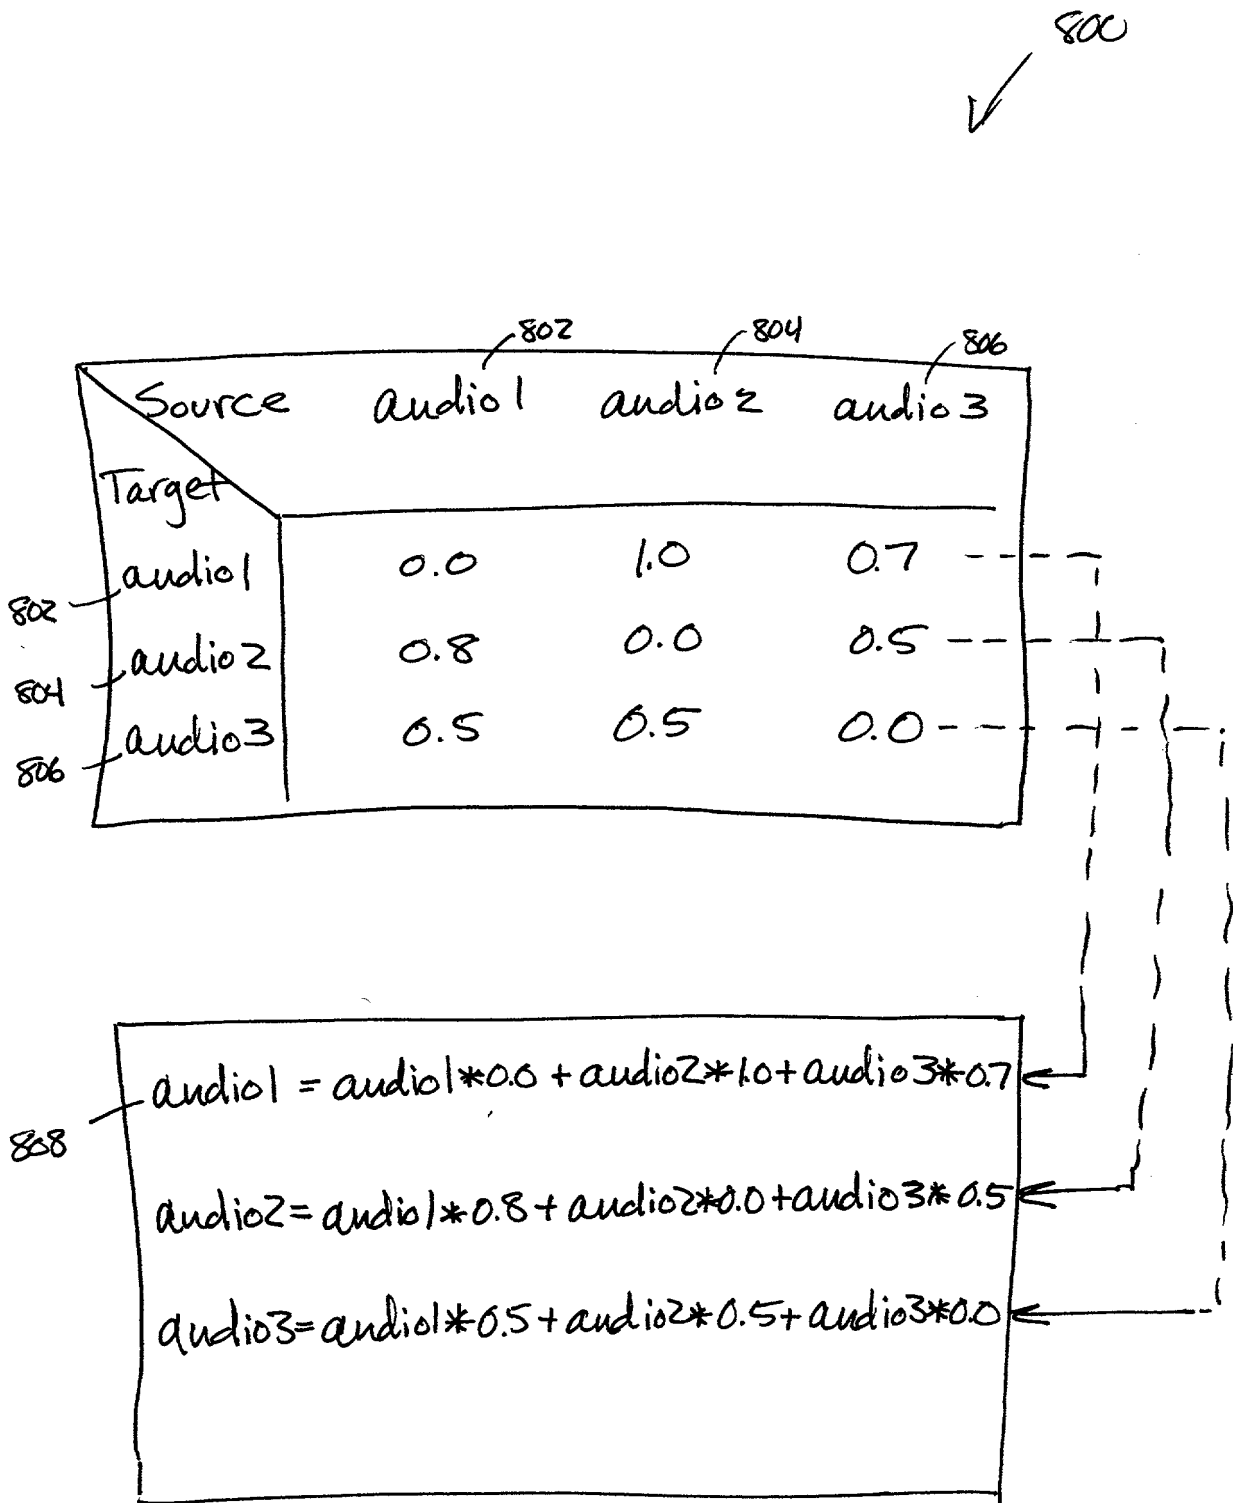 800
802 804 806
Source audio1 audio2 audio3
Target
audio1 0.0 1.0 0.7
802
audio2 0.8 0.0 0.5
804
audio3 0.5 0.5 0.0
806
audio1 = audio1*0.0 + audio2*1.0+audio3*0.7
808
audio2= audio1*0.8+audio2*0.0+audio3*0.5
audio3=audio1*0.5+audio2*0.5+audio3*0.0